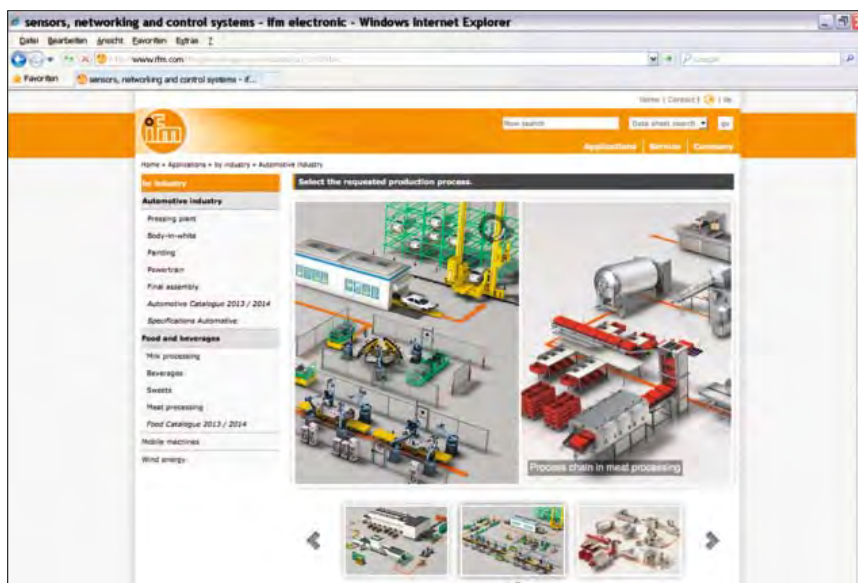 sensors, networking and control systems - ifm electronic - Windows Internet Explorer
Datei Bearbeiten Ansicht Favoriten Extras ?
www.ifm.com
Favoriten sensors, networking and control systems - if...
Home | Contact |
ifm
New search Data sheet search go
Applications Service Company
Home » Applications » by industry » Automotive industry
by industry
Select the requested production process.
Automotive industry
Pressing plant
Body-in-white
Painting
Powertrain
Final assembly
Automotive Catalogue 2013 / 2014
Specifications Automotive
Food and beverages
Milk processing
Beverages
Sweets
Meat processing
Food Catalogue 2013 / 2014
Mobile machines
Wind energy
Process chain in meat processing